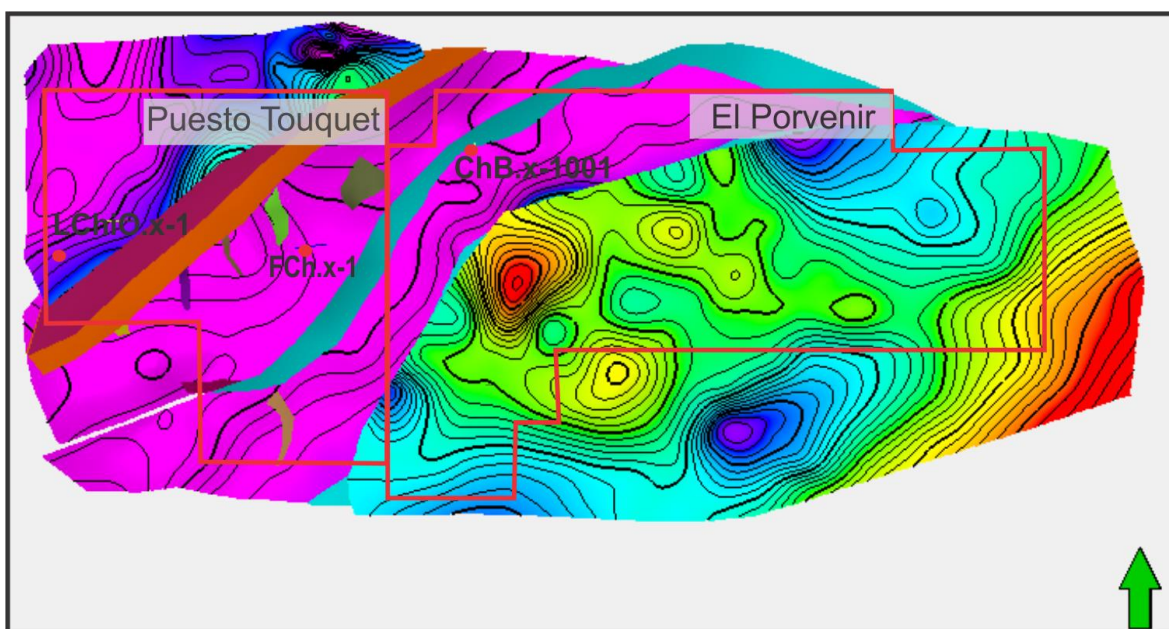 Puesto Touquet
El Porvenir
ChB.x-1001
LChiO.x-1
FCh.x-1